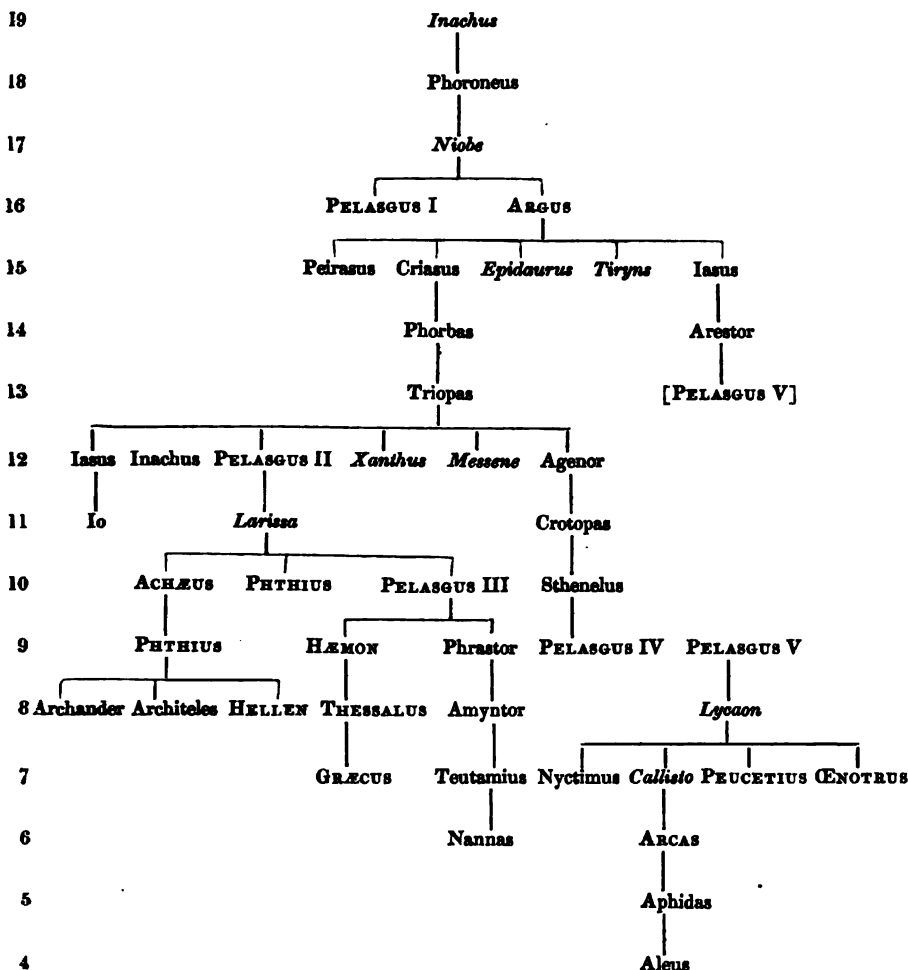 19 Inachus
18 Phoroneus
17 Niobe
16 PELASGUS I ARGUS
15 Peirasus Criasus Epidaurus Tiryns Iasus
14 Phorbas Arestor
13 Triopas [PELASGUS V]
12 Iasus Inachus PELASGUS II Xanthus Messene Agenor
11 Io Larissa Crotopas
10 ACHÆUS PHTHIUS PELASGUS III Sthenelus
9 PHTHIUS HÆMON Phrastor PELASGUS IV PELASGUS V
8 Archander Architeles HELLEN THESSALUS Amyntor Lycaon
7 GRÆCUS Teutamius Nyctimus Callisto PEUCETIUS ŒNOTRUS
6 Nannas ARCAS
5 Aphidas
4 Aleus